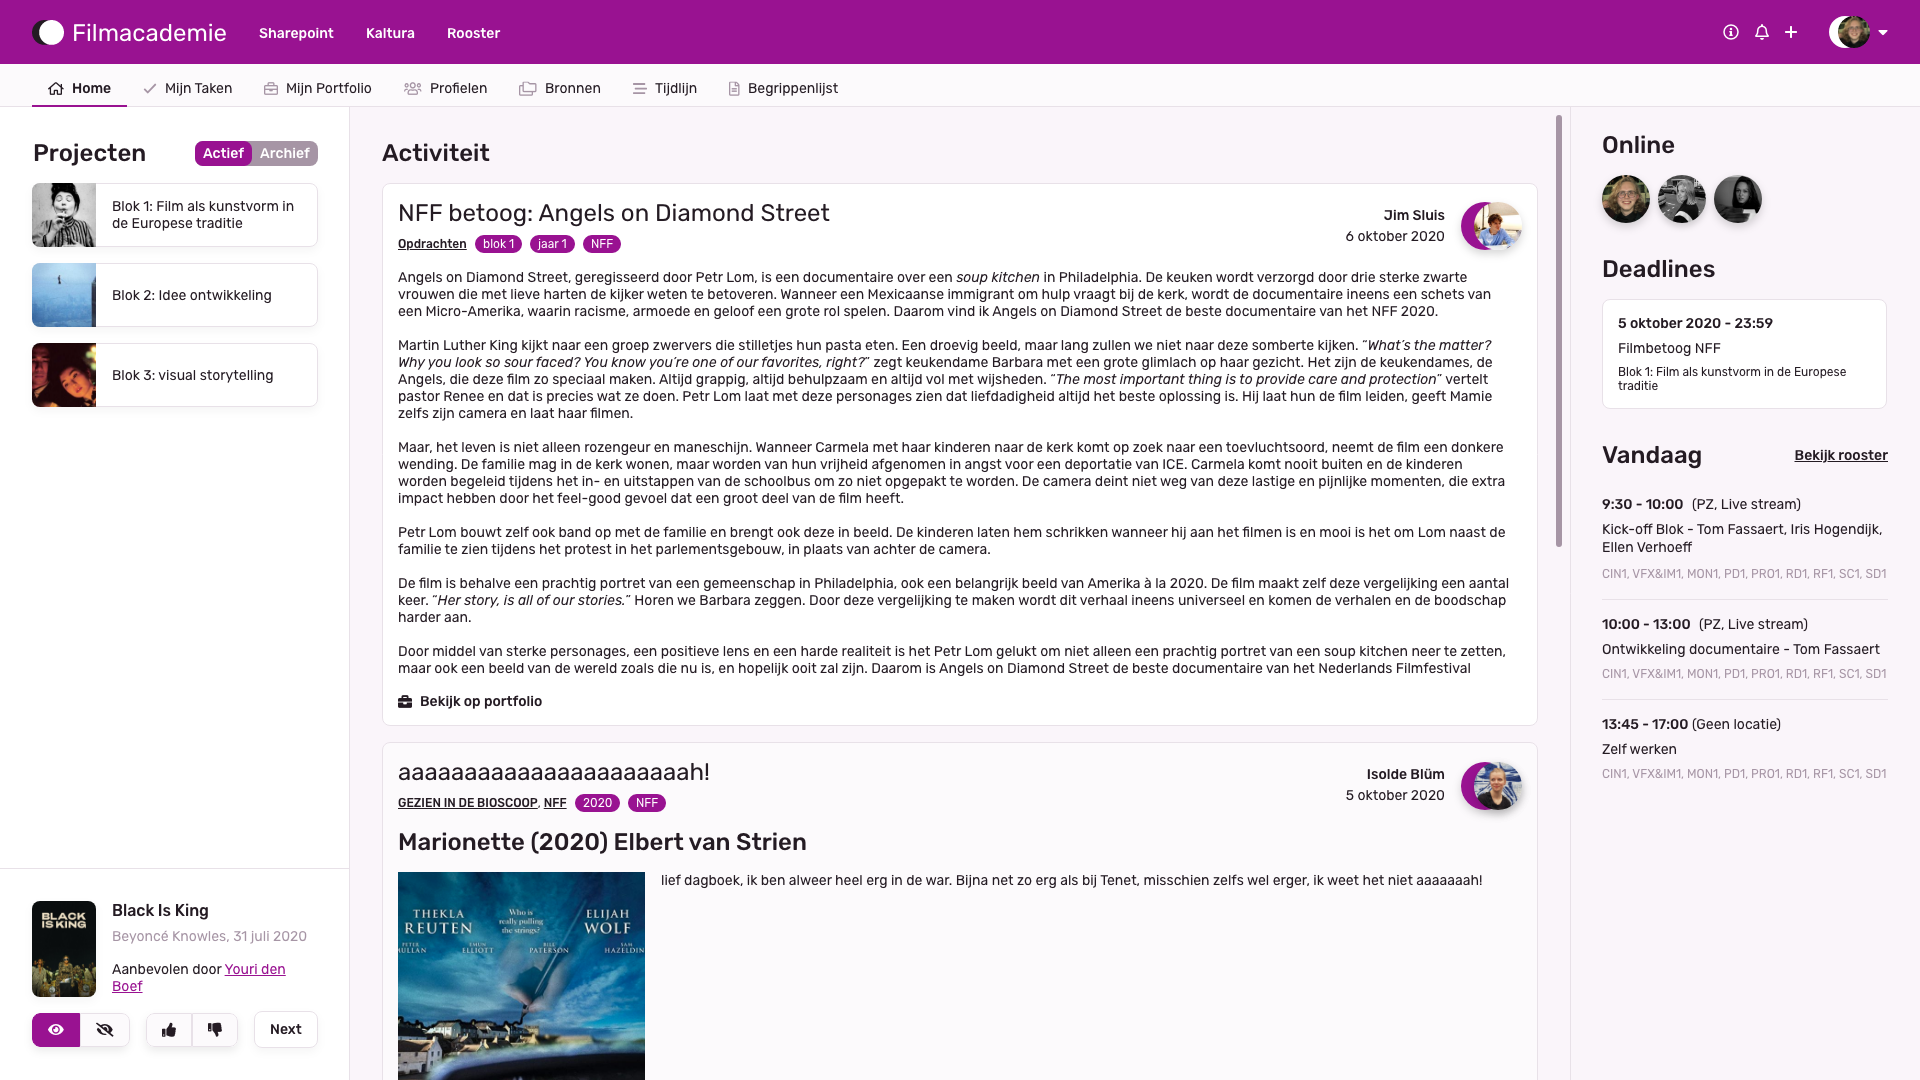 Filmacademie
Sharepoint
Kaltura
Rooster
Home
Mijn Taken
Mijn Portfolio
Profielen
Bronnen
Tijdlijn
Begrippenlijst
Projecten
Actief
Archief
Blok 1: Film als kunstvorm in
de Europese traditie
Blok 2: Idee ontwikkeling
Blok 3: visual storytelling
BLACK
IS KING
Black Is King
Beyoncé Knowles, 31 juli 2020
Aanbevolen door Youri den
Boef
Next
Activiteit
NFF betoog: Angels on Diamond Street
Opdrachten blok 1 jaar 1 NFF
Jim Sluis
6 oktober 2020
Angels on Diamond Street, geregisseerd door Petr Lom, is een documentaire over een soup kitchen in Philadelphia. De keuken wordt verzorgd door drie sterke zwarte
vrouwen die met lieve harten de kijker weten te betoveren. Wanneer een Mexicaanse immigrant om hulp vraagt bij de kerk, wordt de documentaire ineens een schets van
een Micro-Amerika, waarin racisme, armoede en geloof een grote rol spelen. Daarom vind ik Angels on Diamond Street de beste documentaire van het NFF 2020.
Martin Luther King kijkt naar een groep zwervers die stilletjes hun pasta eten. Een droevig beeld, maar lang zullen we niet naar deze somberte kijken. “What’s the matter?
Why you look so sour faced? You know you’re one of our favorites, right?” zegt keukendame Barbara met een grote glimlach op haar gezicht. Het zijn de keukendames, de
Angels, die deze film zo speciaal maken. Altijd grappig, altijd behulpzaam en altijd vol met wijsheden. “The most important thing is to provide care and protection” vertelt
pastor Renee en dat is precies wat ze doen. Petr Lom laat met deze personages zien dat liefdadigheid altijd het beste oplossing is. Hij laat hun de film leiden, geeft Mamie
zelfs zijn camera en laat haar filmen.
Maar, het leven is niet alleen rozengeur en maneschijn. Wanneer Carmela met haar kinderen naar de kerk komt op zoek naar een toevluchtsoord, neemt de film een donkere
wending. De familie mag in de kerk wonen, maar worden van hun vrijheid afgenomen in angst voor een deportatie van ICE. Carmela komt nooit buiten en de kinderen
worden begeleid tijdens het in- en uitstappen van de schoolbus om zo niet opgepakt te worden. De camera deint niet weg van deze lastige en pijnlijke momenten, die extra
impact hebben door het feel-good gevoel dat een groot deel van de film heeft.
Petr Lom bouwt zelf ook band op met de familie en brengt ook deze in beeld. De kinderen laten hem schrikken wanneer hij aan het filmen is en mooi is het om Lom naast de
familie te zien tijdens het protest in het parlementsgebouw, in plaats van achter de camera.
De film is behalve een prachtig portret van een gemeenschap in Philadelphia, ook een belangrijk beeld van Amerika à la 2020. De film maakt zelf deze vergelijking een aantal
keer. “Her story, is all of our stories.” Horen we Barbara zeggen. Door deze vergelijking te maken wordt dit verhaal ineens universeel en komen de verhalen en de boodschap
harder aan.
Door middel van sterke personages, een positieve lens en een harde realiteit is het Petr Lom gelukt om niet alleen een prachtig portret van een soup kitchen neer te zetten,
maar ook een beeld van de wereld zoals die nu is, en hopelijk ooit zal zijn. Daarom is Angels on Diamond Street de beste documentaire van het Nederlands Filmfestival
Bekijk op portfolio
aaaaaaaaaaaaaaaaaaaaaah!
GEZIEN IN DE BIOSCOOP, NFF 2020 NFF
Isolde Blüm
5 oktober 2020
Marionette (2020) Elbert van Strien
THEKLA
REUTEN
Who is
really pulling
the strings?
ELIJAH
WOLF
PETER
MULLAN
EMUN
ELLIOTT
BILL
PATERSON
SAM
HAZELDIN
lief dagboek, ik ben alweer heel erg in de war. Bijna net zo erg als bij Tenet, misschien zelfs wel erger, ik weet het niet aaaaaaah!
Online
Deadlines
5 oktober 2020 - 23:59
Filmbetoog NFF
Blok 1: Film als kunstvorm in de Europese
traditie
Vandaag
Bekijk rooster
9:30 - 10:00 (PZ, Live stream)
Kick-off Blok - Tom Fassaert, Iris Hogendijk,
Ellen Verhoeff
CIN1, VFX&IM1, MON1, PD1, PRO1, RD1, RF1, SC1, SD1
10:00 - 13:00 (PZ, Live stream)
Ontwikkeling documentaire - Tom Fassaert
CIN1, VFX&IM1, MON1, PD1, PRO1, RD1, RF1, SC1, SD1
13:45 - 17:00 (Geen locatie)
Zelf werken
CIN1, VFX&IM1, MON1, PD1, PRO1, RD1, RF1, SC1, SD1